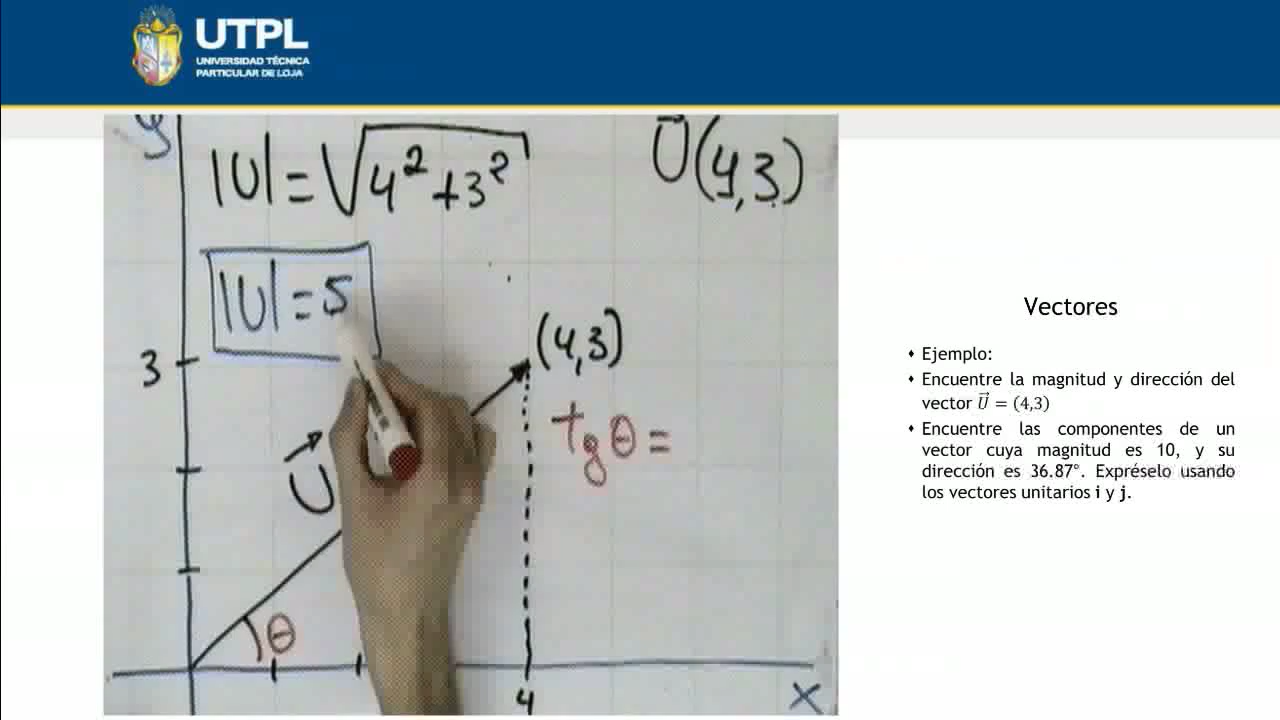 UTPL
UNIVERSIDAD TÉCNICA
PARTICULAR DE LOJA
y
|U| = √4² + 3²
U⃗(4,3)
|U| = 5
3
(4,3)
tg θ =
U⃗
θ
4
x
Vectores
⬧ Ejemplo:
⬧ Encuentre la magnitud y dirección del
vector U⃗ = (4,3)
⬧ Encuentre las componentes de un
vector cuya magnitud es 10, y su
dirección es 36.87°. Expréselo usando
los vectores unitarios i y j.